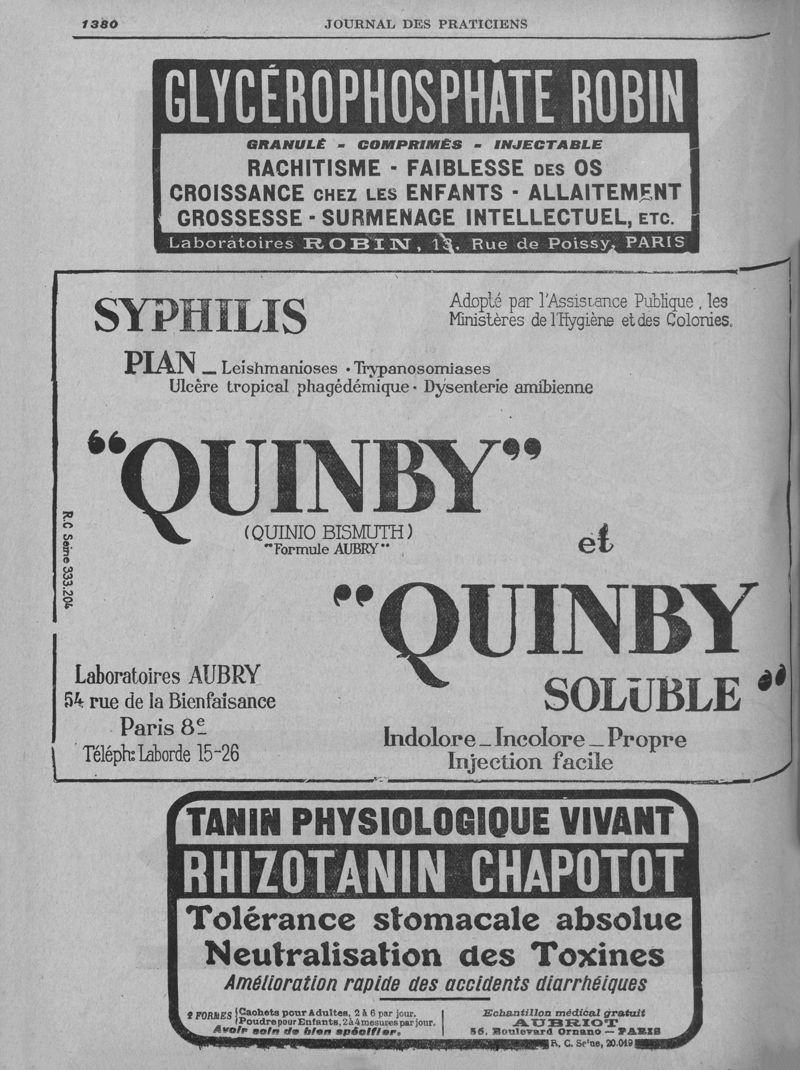 1380
JOURNAL DES PRATICIENS
GLYCÉROPHOSPHATE ROBIN
GRANULÉ - COMPRIMÉS - INJECTABLE
RACHITISME - FAIBLESSE DES OS
CROISSANCE CHEZ LES ENFANTS - ALLAITEMENT
GROSSESSE - SURMENAGE INTELLECTUEL, ETC.
Laboratoires ROBIN, 13, Rue de Poissy, PARIS
SYPHILIS
Adopté par l'Assistance Publique, les
Ministères de l'Hygiène et des Colonies.
PIAN _ Leishmanioses • Trypanosomiases
Ulcère tropical phagédémique • Dysenterie amibienne
"QUINBY"
(QUINIO BISMUTH)
"Formule AUBRY"
et
"QUINBY
SOLUBLE"
R.C Seine 333.204
Laboratoires AUBRY
54 rue de la Bienfaisance
Paris 8e
Téléph: Laborde 15-26
Indolore _ Incolore _ Propre
Injection facile
TANIN PHYSIOLOGIQUE VIVANT
RHIZOTANIN CHAPOTOT
Tolérance stomacale absolue
Neutralisation des Toxines
Amélioration rapide des accidents diarrhéiques
2 FORMES { Cachets pour Adultes, 2 à 6 par jour.
Poudre pour Enfants, 2 à 4 mesures par jour.
Avoir soin de bien spécifier.
Echantillon médical gratuit
AUBRIOT
56, Boulevard Ornano — PARIS
R. C. Seine, 20.019